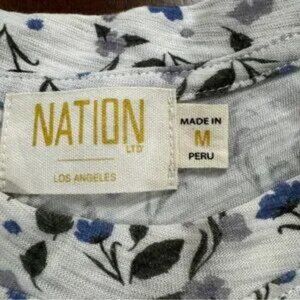 NATION
LTD
LOS ANGELES
MADE IN
M
PERU